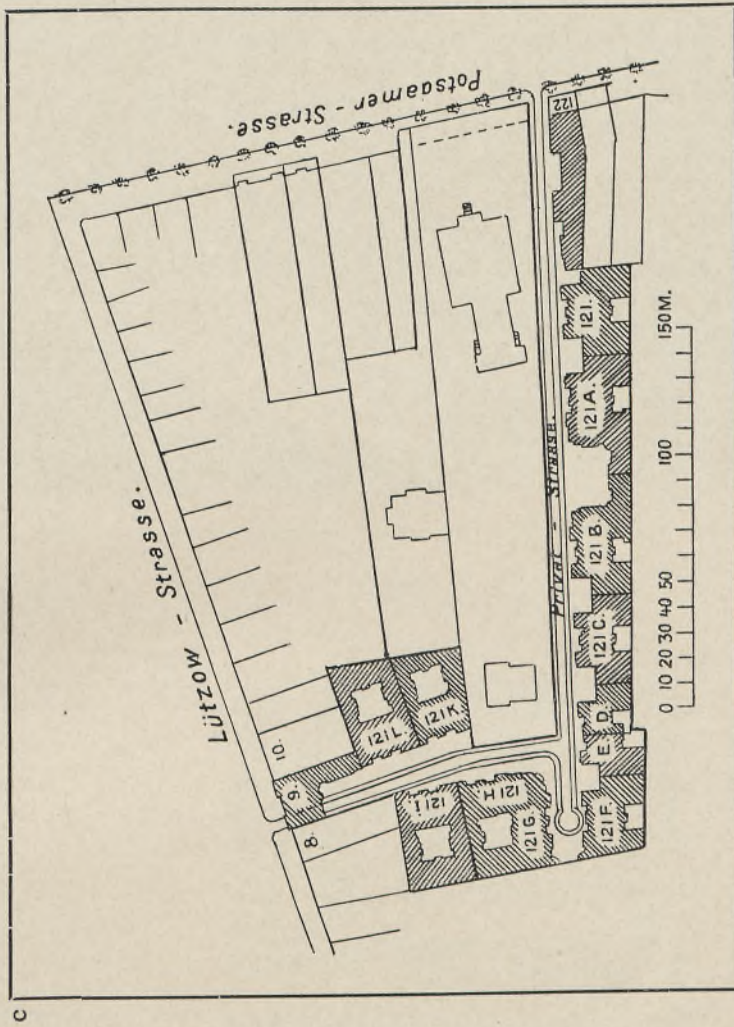 C
Lützow - Strasse.
Potsdamer - Strasse.
Privat - Strasse.
8.
9.
10.
121 L.
121 K.
121 I.
121 H.
121 G.
121 F.
E.
D.
121 C.
121 B.
121 A.
121.
122
0 10 20 30 40 50 100 150 M.